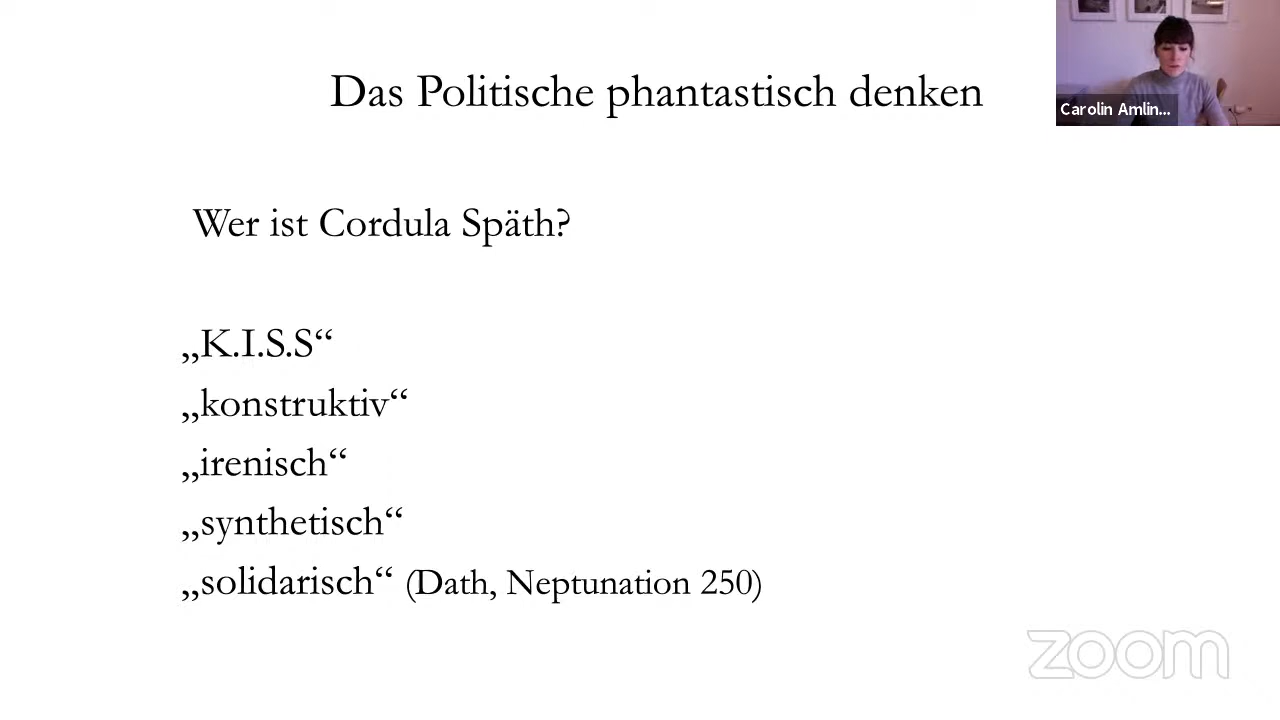 Das Politische phantastisch denken
Carolin Amlin...
Wer ist Cordula Späth?
„K.I.S.S“
„konstruktiv“
„irenisch“
„synthetisch“
„solidarisch“ (Dath, Neptunation 250)
zoom